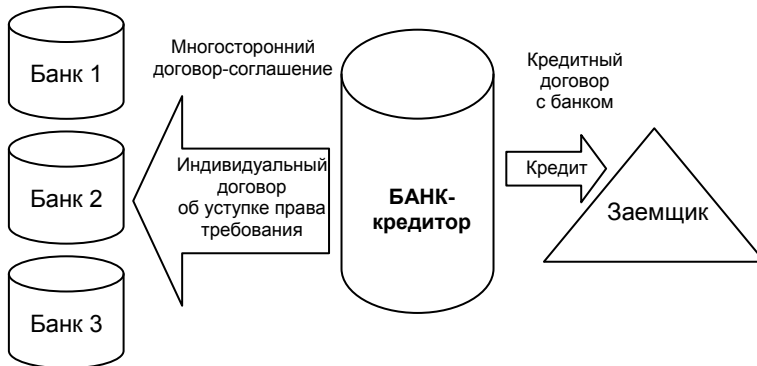 Банк 1
Банк 2
Банк 3
Многосторонний
договор-соглашение
Индивидуальный
договор
об уступке права
требования
БАНК-
кредитор
Кредитный
договор
с банком
Кредит
Заемщик